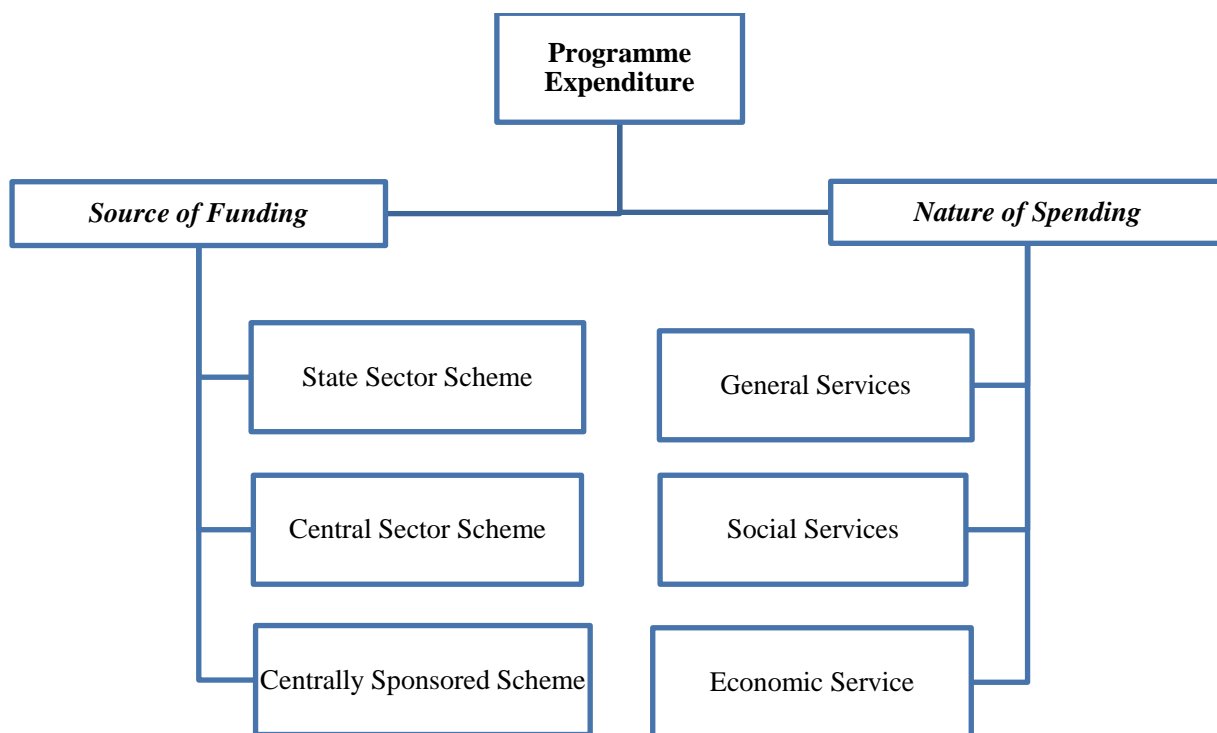 Programme
Expenditure
Source of Funding
Nature of Spending
State Sector Scheme
General Services
Central Sector Scheme
Social Services
Centrally Sponsored Scheme
Economic Service